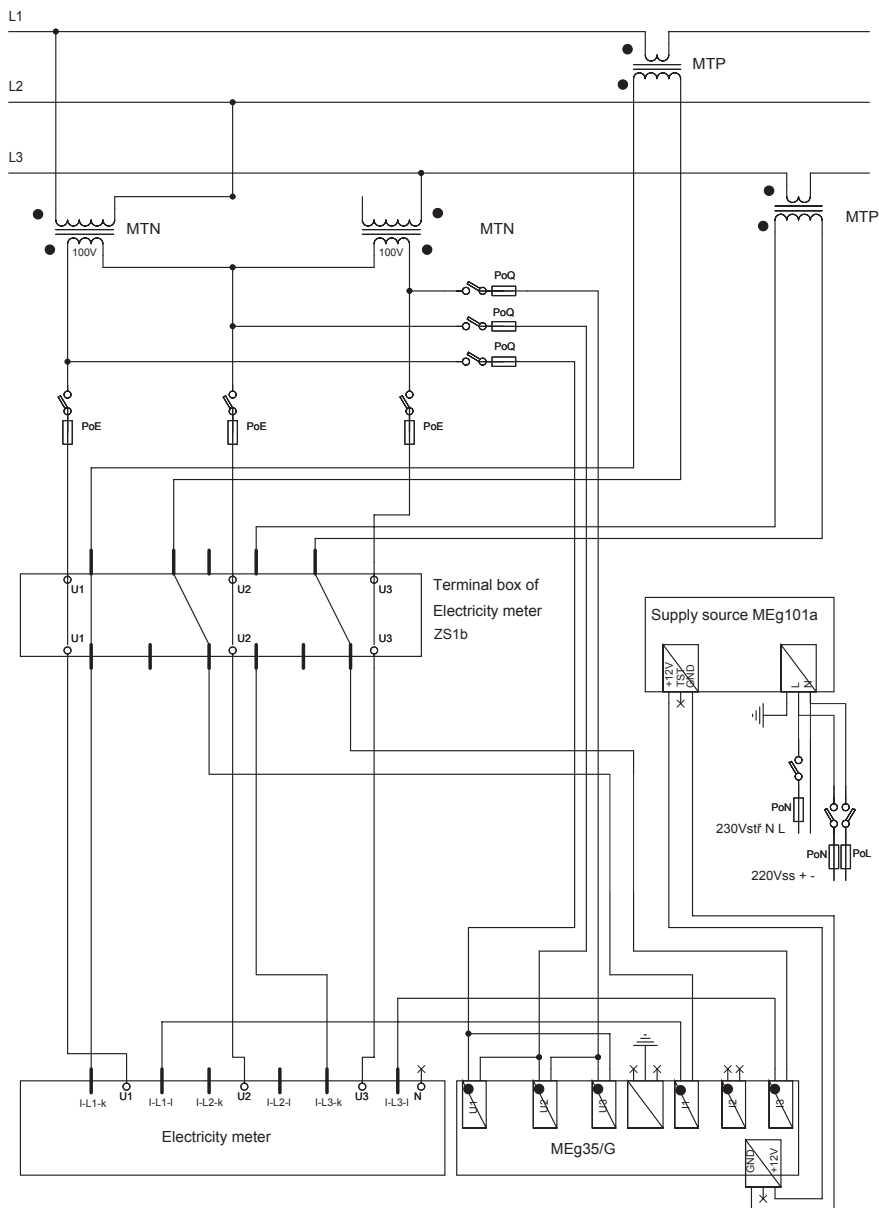 L1
MTP
L2
L3
MTP
MTN
MTN
100V
100V
PoQ
PoQ
PoQ
PoE
PoE
PoE
U1
U2
U3
Terminal box of
Electricity meter
ZS1b
U1
U2
U3
Supply source MEg101a
+12V
TST
GND
L
N
PoN
230Vstř N L
PoN
PoL
220Vss + -
I-L1-k
U1
I-L1-l
I-L2-k
U2
I-L2-l
I-L3-k
U3
I-L3-l
N
Electricity meter
U1
U2
U3
I1
I2
I3
MEg35/G
GND
+12V